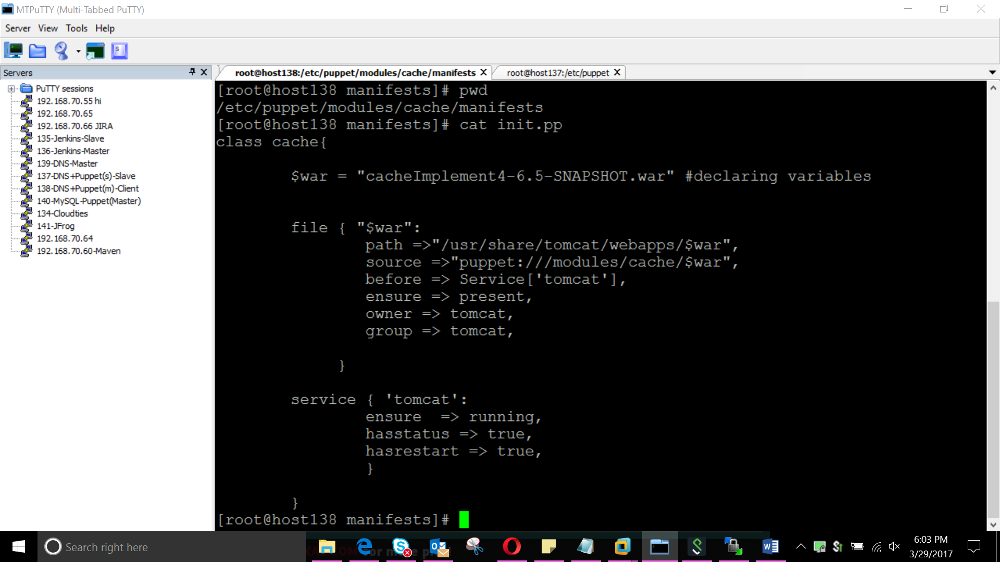 MTPuTTY (Multi-Tabbed PuTTY)
Server View Tools Help
Servers
PuTTY sessions
192.168.70.55 hi
192.168.70.65
192.168.70.66 JIRA
135-Jenkins-Slave
136-Jenkins-Master
139-DNS-Master
137-DNS+Puppet(s)-Slave
138-DNS+Puppet(m)-Client
140-MySQL-Puppet(Master)
134-Cloudties
141-JFrog
192.168.70.64
192.168.70.60-Maven
root@host138:/etc/puppet/modules/cache/manifests root@host137:/etc/puppet
[root@host138 manifests]# pwd
/etc/puppet/modules/cache/manifests
[root@host138 manifests]# cat init.pp
class cache{
$war = "cacheImplement4-6.5-SNAPSHOT.war" #declaring variables
file { "$war":
path =>"/usr/share/tomcat/webapps/$war",
source =>"puppet:///modules/cache/$war",
before => Service['tomcat'],
ensure => present,
owner => tomcat,
group => tomcat,
}
service { 'tomcat':
ensure  => running,
hasstatus => true,
hasrestart => true,
}
}
[root@host138 manifests]#
Search right here
6:03 PM
3/29/2017